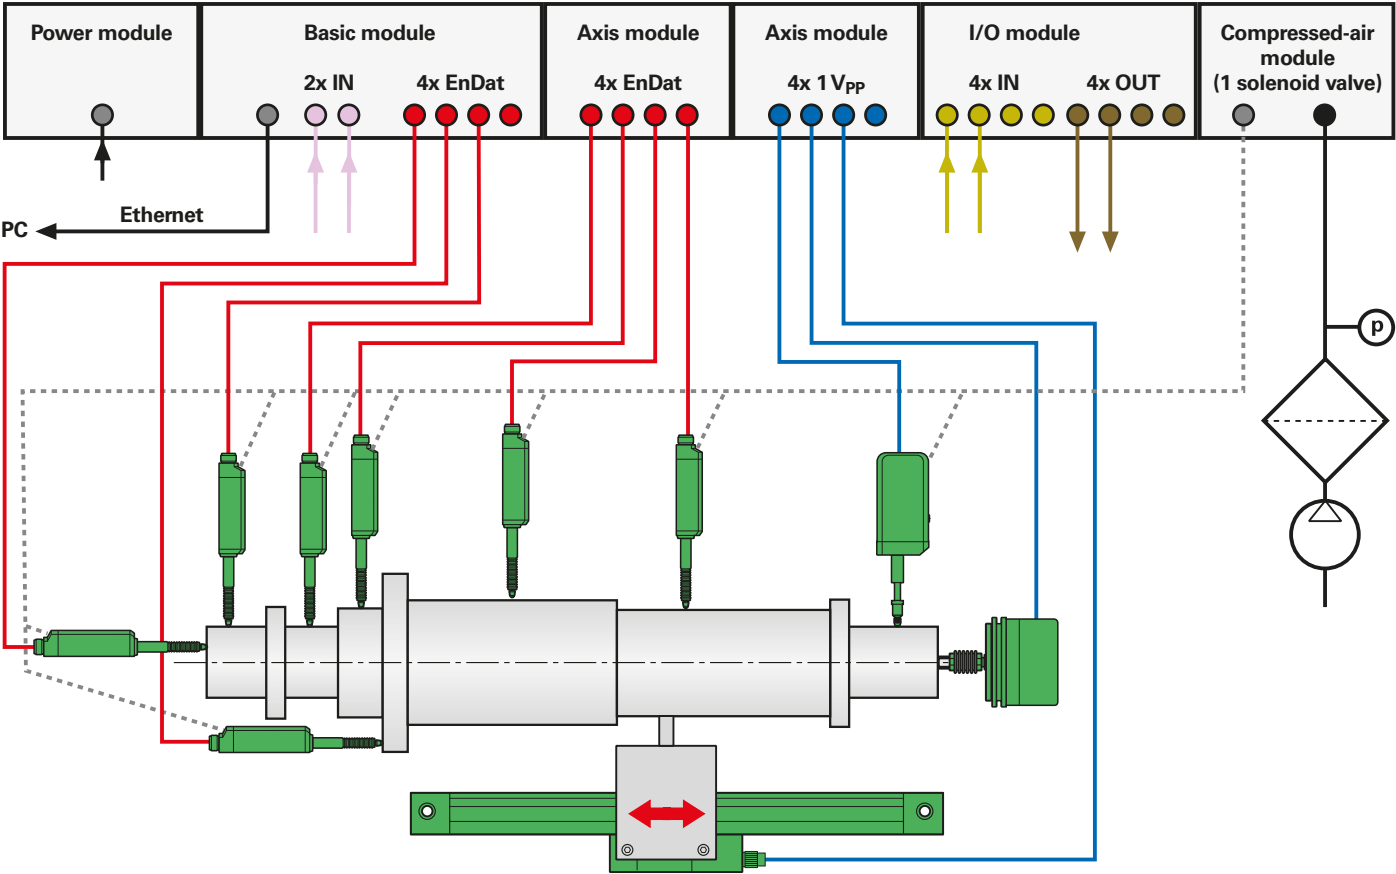 Power module
Basic module
2x IN
4x EnDat
Axis module
4x EnDat
Axis module
4x 1 VPP
I/O module
4x IN
4x OUT
Compressed-air
module
(1 solenoid valve)
Ethernet
PC
p